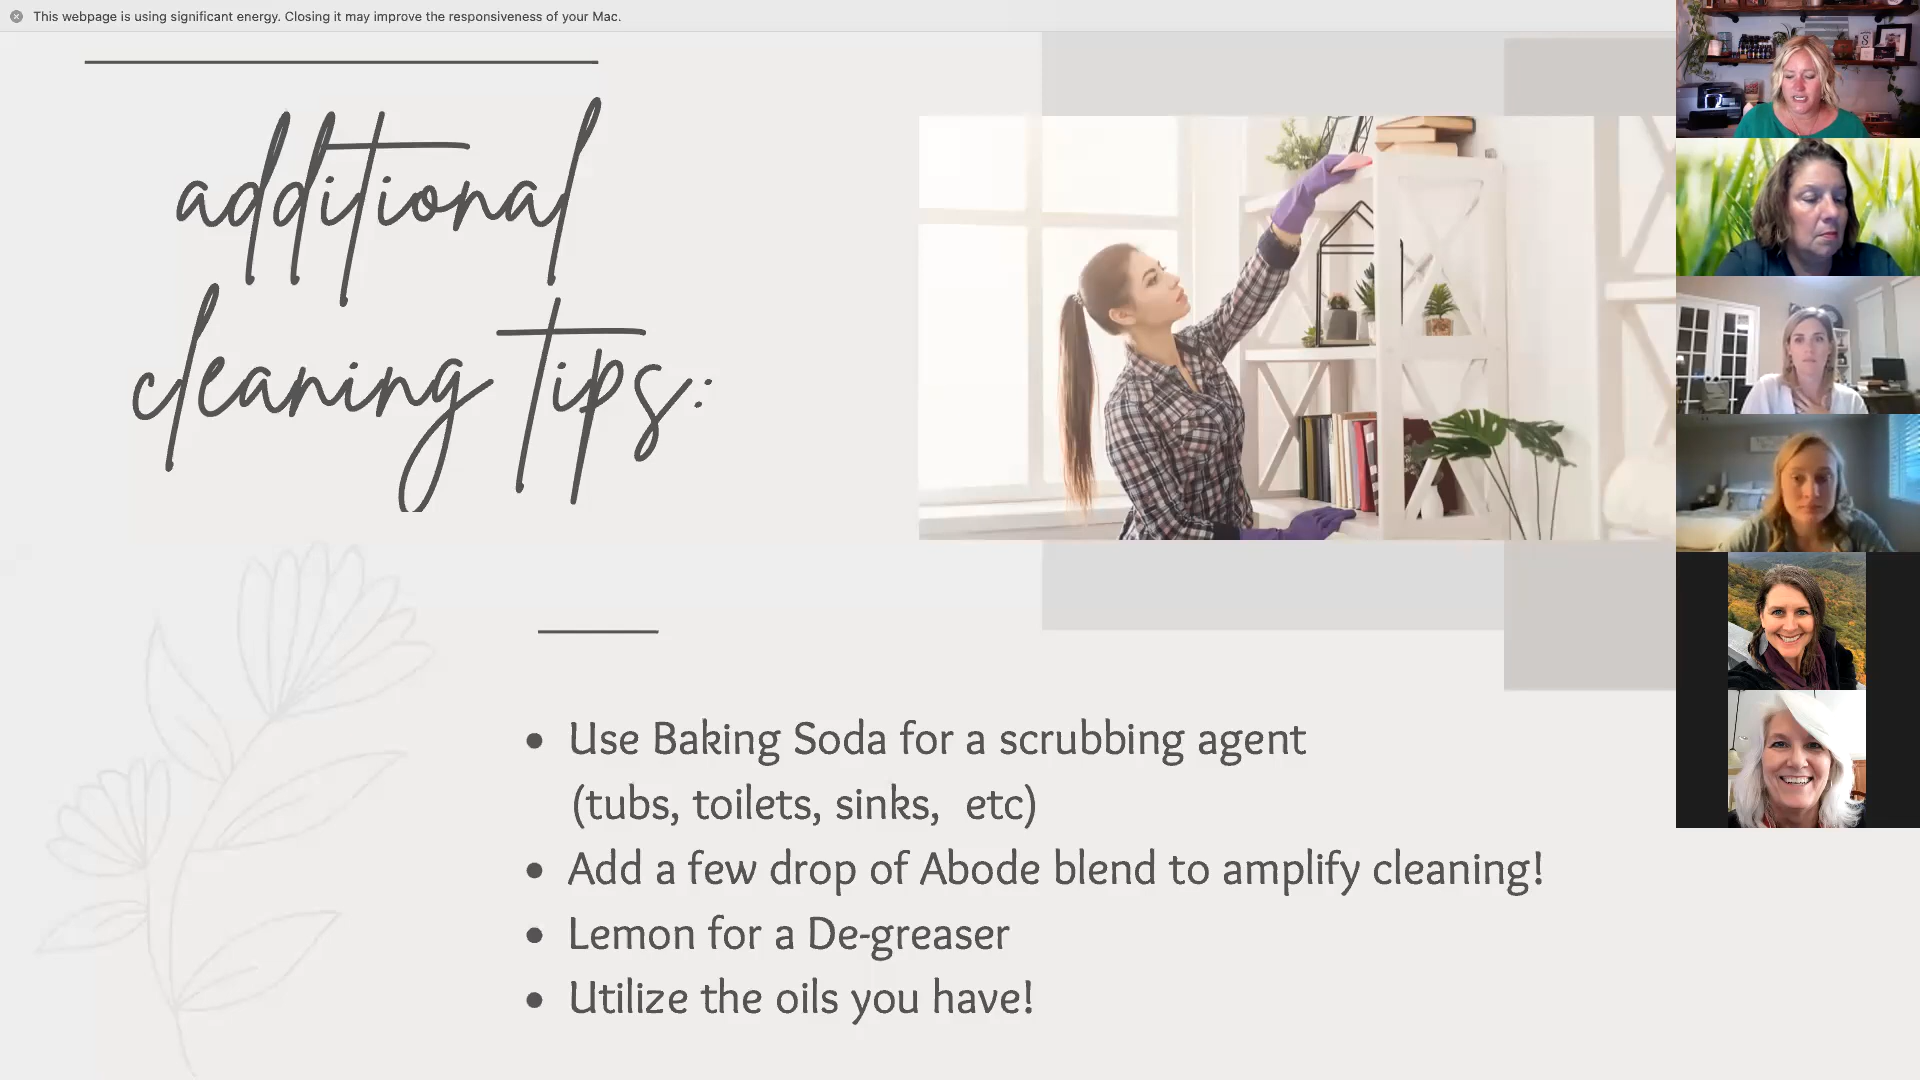 This webpage is using significant energy. Closing it may improve the responsiveness of your Mac.
additional
cleaning tips:
• Use Baking Soda for a scrubbing agent
(tubs, toilets, sinks,  etc)
• Add a few drop of Abode blend to amplify cleaning!
• Lemon for a De-greaser
• Utilize the oils you have!